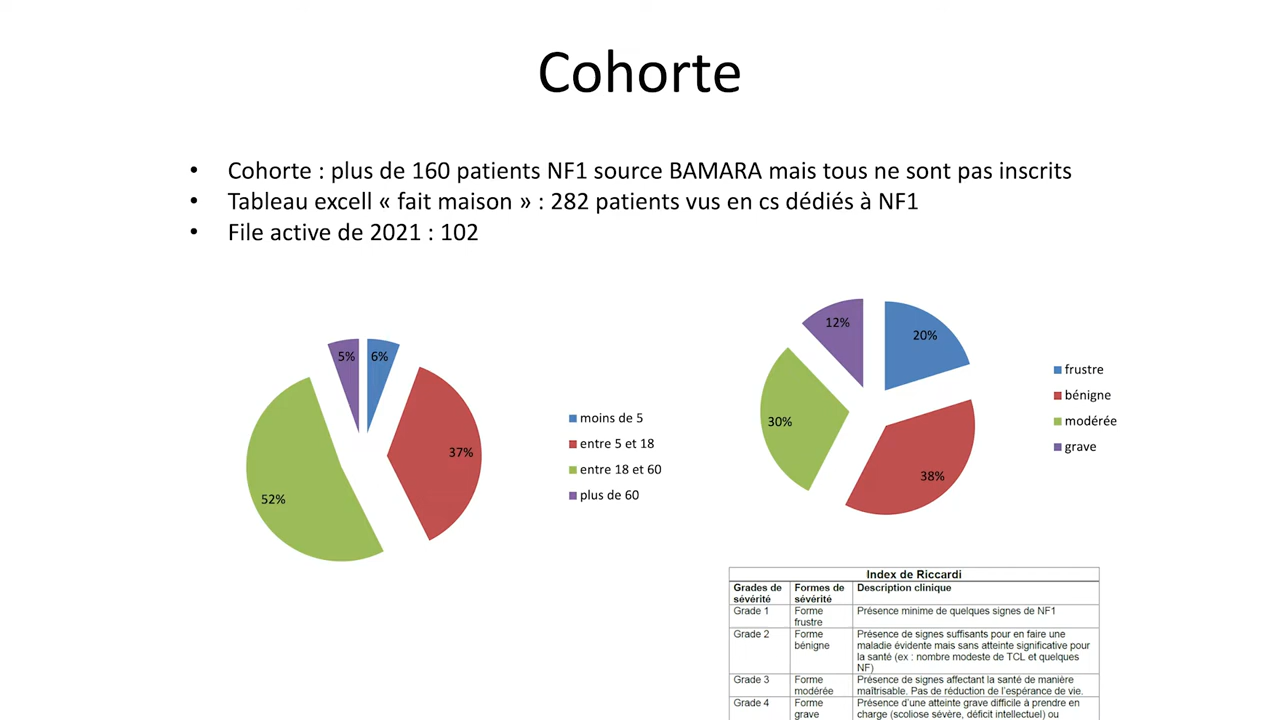 Cohorte
• Cohorte : plus de 160 patients NF1 source BAMARA mais tous ne sont pas inscrits
• Tableau excell « fait maison » : 282 patients vus en cs dédiés à NF1
• File active de 2021 : 102
5% 6%
37%
52%
moins de 5
entre 5 et 18
entre 18 et 60
plus de 60
12%
20%
30%
38%
frustre
bénigne
modérée
grave
Index de Riccardi
Grades de sévérité
Formes de sévérité
Description clinique
Grade 1
Forme frustre
Présence minime de quelques signes de NF1
Grade 2
Forme bénigne
Présence de signes suffisants pour en faire une
maladie évidente mais sans atteinte significative pour
la santé (ex : nombre modeste de TCL et quelques
NF)
Grade 3
Forme modérée
Présence de signes affectant la santé de manière
maîtrisable. Pas de réduction de l'espérance de vie.
Grade 4
Forme grave
Présence d'une atteinte grave difficile à prendre en
charge (scoliose sévère, déficit intellectuel) ou